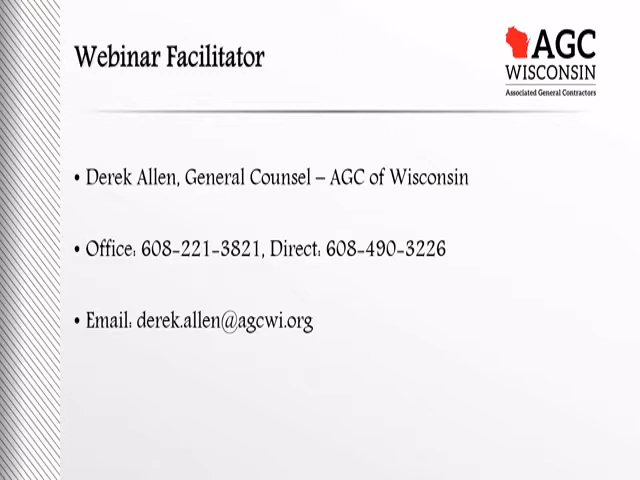 Webinar Facilitator
AGC
WISCONSIN
Associated General Contractors
• Derek Allen, General Counsel – AGC of Wisconsin
• Office: 608-221-3821, Direct: 608-490-3226
• Email: derek.allen@agcwi.org